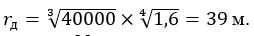 r_д = ∛40000 × ∜1,6 = 39 м.